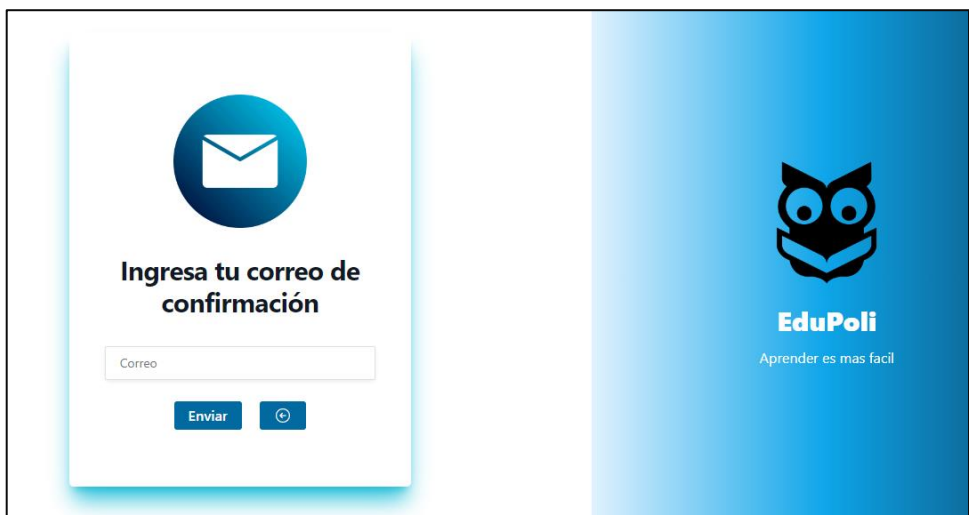 Ingresa tu correo de
confirmación
Correo
Enviar
EduPoli
Aprender es mas facil